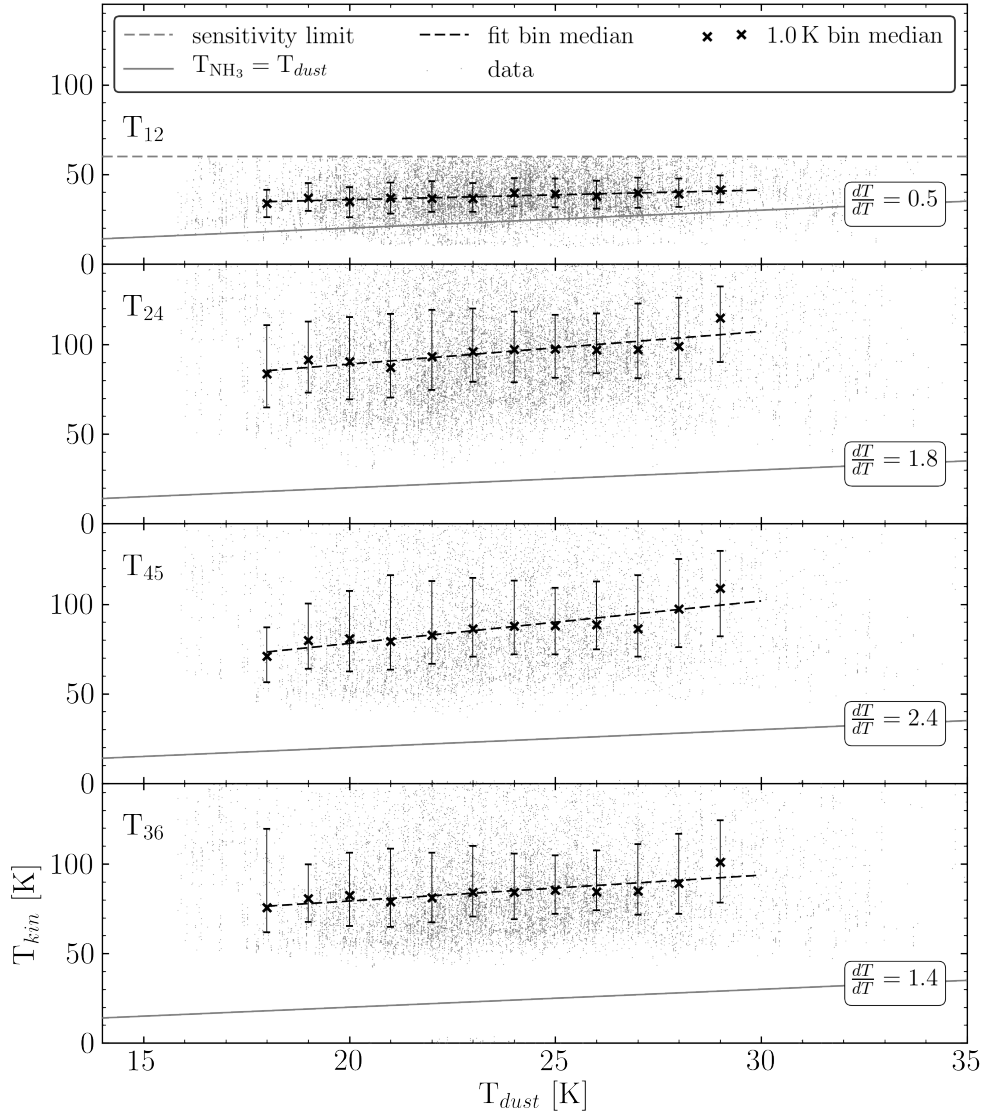 sensitivity limit fit bin median 1.0 K bin median
T_NH₃ = T_dust data
100
T₁₂
50
dT/dT = 0.5
0
T₂₄
100
50
dT/dT = 1.8
0
T₄₅
100
50
dT/dT = 2.4
0
T₃₆
100
50
dT/dT = 1.4
0
T_kin [K]
15 20 25 30 35
T_dust [K]